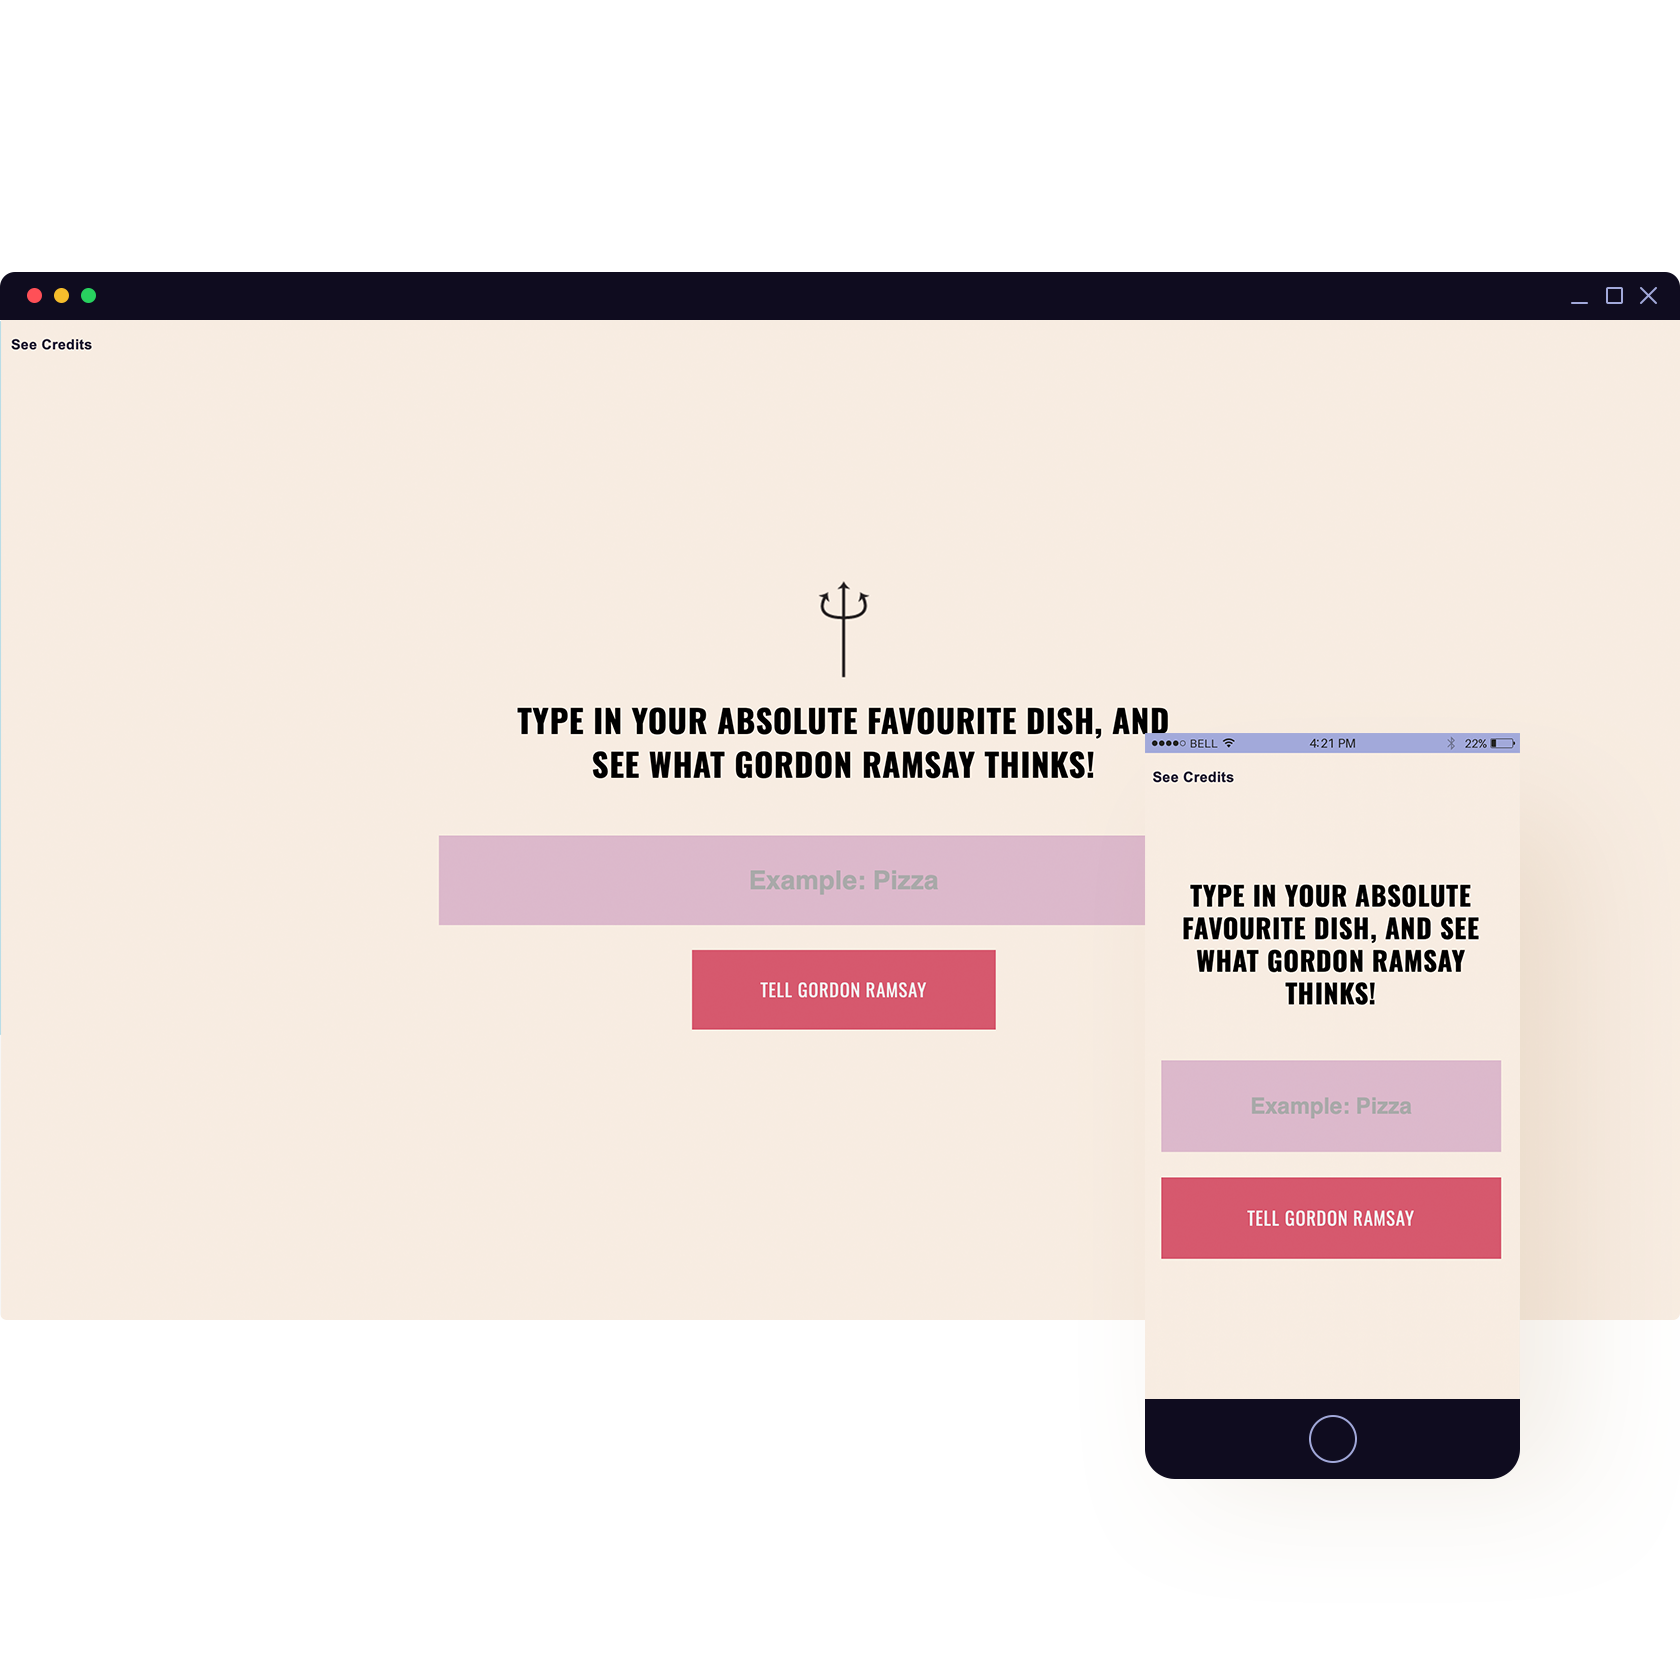 See Credits
TYPE IN YOUR ABSOLUTE FAVOURITE DISH, AND
SEE WHAT GORDON RAMSAY THINKS!
Example: Pizza
TELL GORDON RAMSAY
BELL 4:21 PM 22%
See Credits
TYPE IN YOUR ABSOLUTE
FAVOURITE DISH, AND SEE
WHAT GORDON RAMSAY
THINKS!
Example: Pizza
TELL GORDON RAMSAY